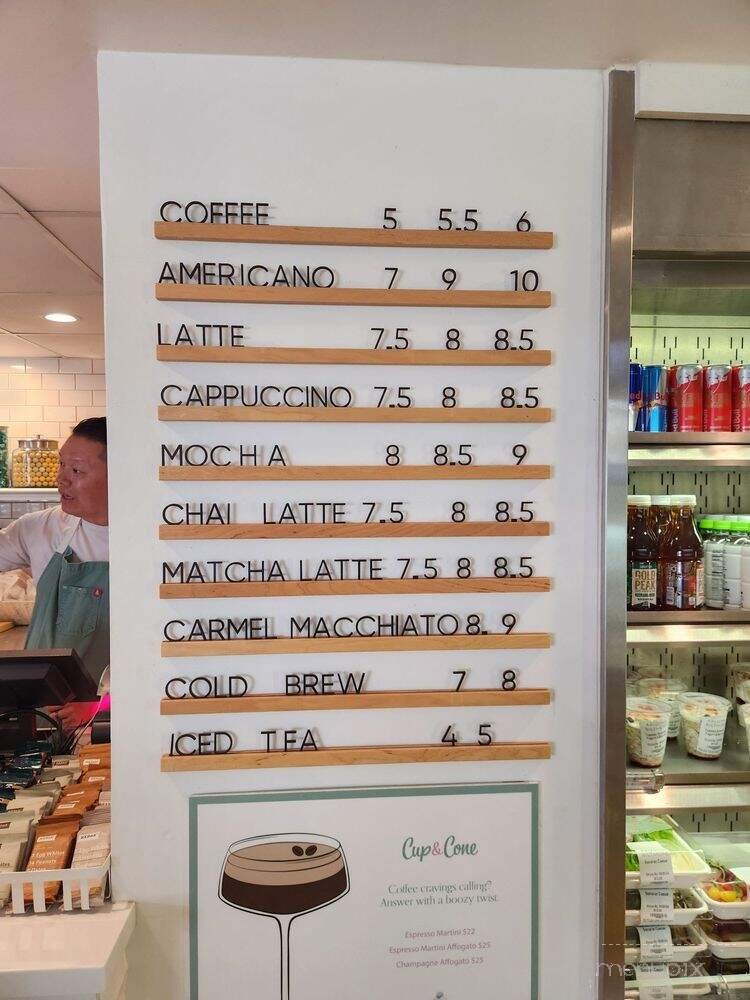 COFFEE 5 5.5 6
AMERICANO 7 9 10
LATTE 7.5 8 8.5
CAPPUCCINO 7.5 8 8.5
MOCHA 8 8.5 9
CHAI LATTE 7.5 8 8.5
MATCHA LATTE 7.5 8 8.5
CARMEL MACCHIATO 8. 9
COLD BREW 7 8
ICED TEA 4 5
Cup&Cone
Coffee cravings calling?
Answer with a boozy twist.
Espresso Martini $22
Espresso Martini Affogato $25
Champagne Affogato $25
GOLD
PEAK